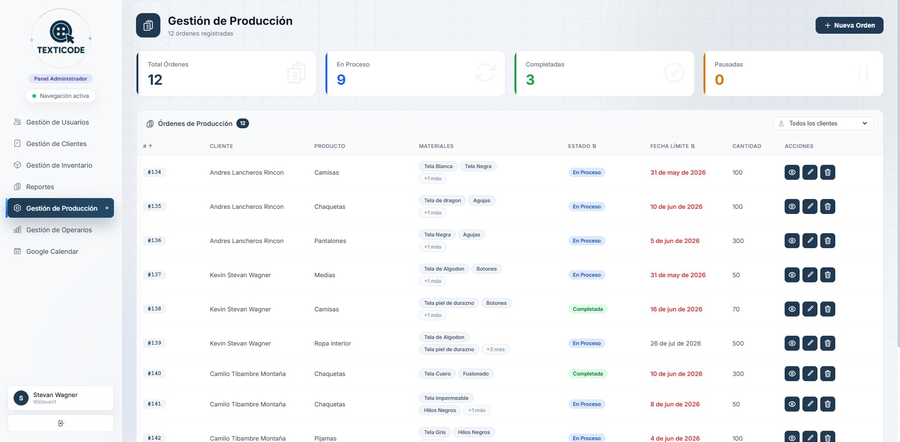 TEXTICODE
Panel Administrador
Navegación activa
Gestión de Usuarios
Gestión de Clientes
Gestión de Inventario
Reportes
Gestión de Producción
Gestión de Operarios
Google Calendar
S
Stevan Wagner
Gestión de Producción
12 órdenes registradas
+ Nueva Orden
Total Órdenes
12
En Proceso
9
Completadas
3
Pausadas
0
Órdenes de Producción 12
Todos los clientes
# ↑ CLIENTE PRODUCTO MATERIALES ESTADO ⇅ FECHA LÍMITE ⇅ CANTIDAD ACCIONES
#134 Andres Lancheros Rincon Camisas Tela Blanca Tela Negra +1 más En Proceso 31 de may de 2026 100
#135 Andres Lancheros Rincon Chaquetas Tela de dragon Agujas +1 más En Proceso 10 de jun de 2026 100
#136 Andres Lancheros Rincon Pantalones Tela Negra Agujas +1 más En Proceso 5 de jun de 2026 300
#137 Kevin Stevan Wagner Medias Tela de Algodon Botones +1 más En Proceso 31 de may de 2026 50
#138 Kevin Stevan Wagner Camisas Tela piel de durazno Botones +1 más Completada 16 de jun de 2026 70
#139 Kevin Stevan Wagner Ropa interior Tela de Algodon Tela piel de durazno +3 más En Proceso 26 de jul de 2026 500
#140 Camilo Tibambre Montaña Chaquetas Tela Cuero Fusionado Completada 10 de jun de 2026 300
#141 Camilo Tibambre Montaña Chaquetas Tela Impermeable Hilos Negros +1 más En Proceso 8 de jun de 2026 50
#142 Camilo Tibambre Montaña Pijamas Tela Gris Hilos Negros En Proceso 4 de jun de 2026 100